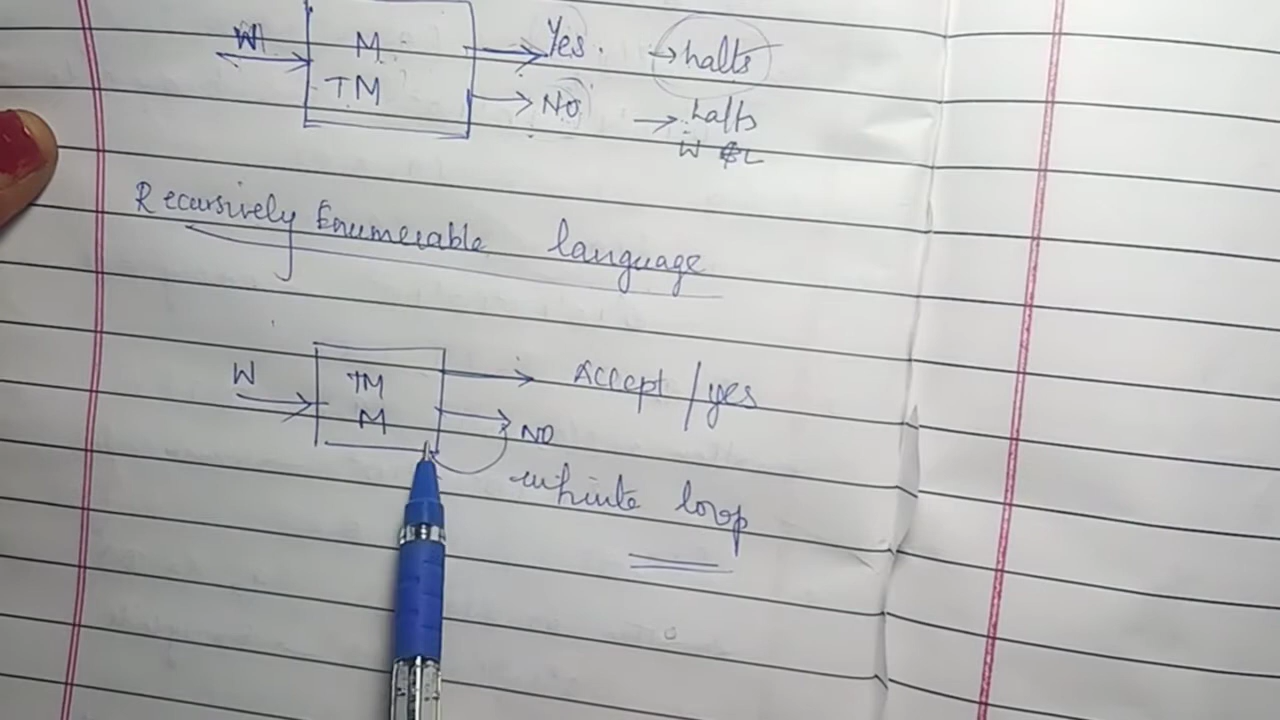 W M Yes. → halts
TM NO → halts
W ∉ L
Recursively Enumerable language
W TM Accept / yes
M NO
infinite loop